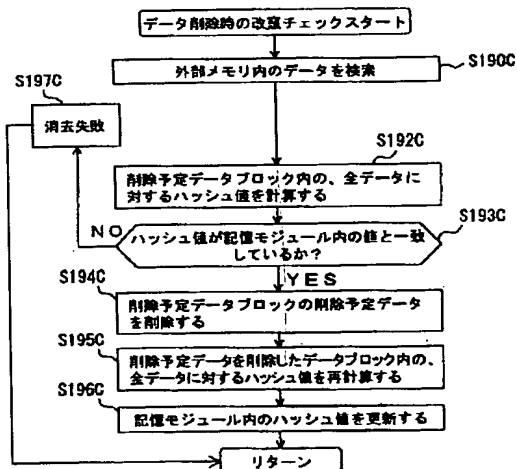 データ削除時の改竄チェックスタート
S190C
外部メモリ内のデータを検索
S197C
消去失敗
S192C
削除予定データブロック内の、全データに
対するハッシュ値を計算する
S193C
NO
ハッシュ値が記憶モジュール内の値と一致
しているか?
S194C
YES
削除予定データブロックの削除予定データ
を削除する
S195C
削除予定データを削除したデータブロック内の、
全データに対するハッシュ値を再計算する
S196C
記憶モジュール内のハッシュ値を更新する
リターン